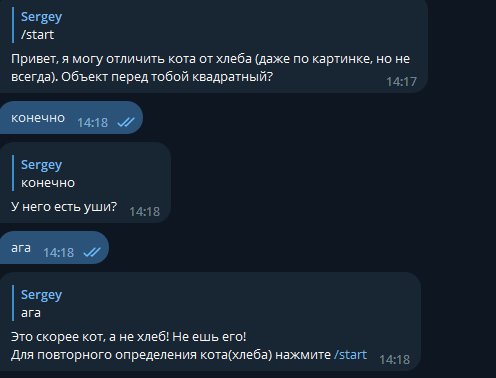 Sergey
/start
Привет, я могу отличить кота от хлеба (даже по картинке, но не
всегда). Объект перед тобой квадратный?
14:17
конечно 14:18
Sergey
конечно
У него есть уши? 14:18
ага 14:18
Sergey
ага
Это скорее кот, а не хлеб! Не ешь его!
Для повторного определения кота(хлеба) нажмите /start 14:18